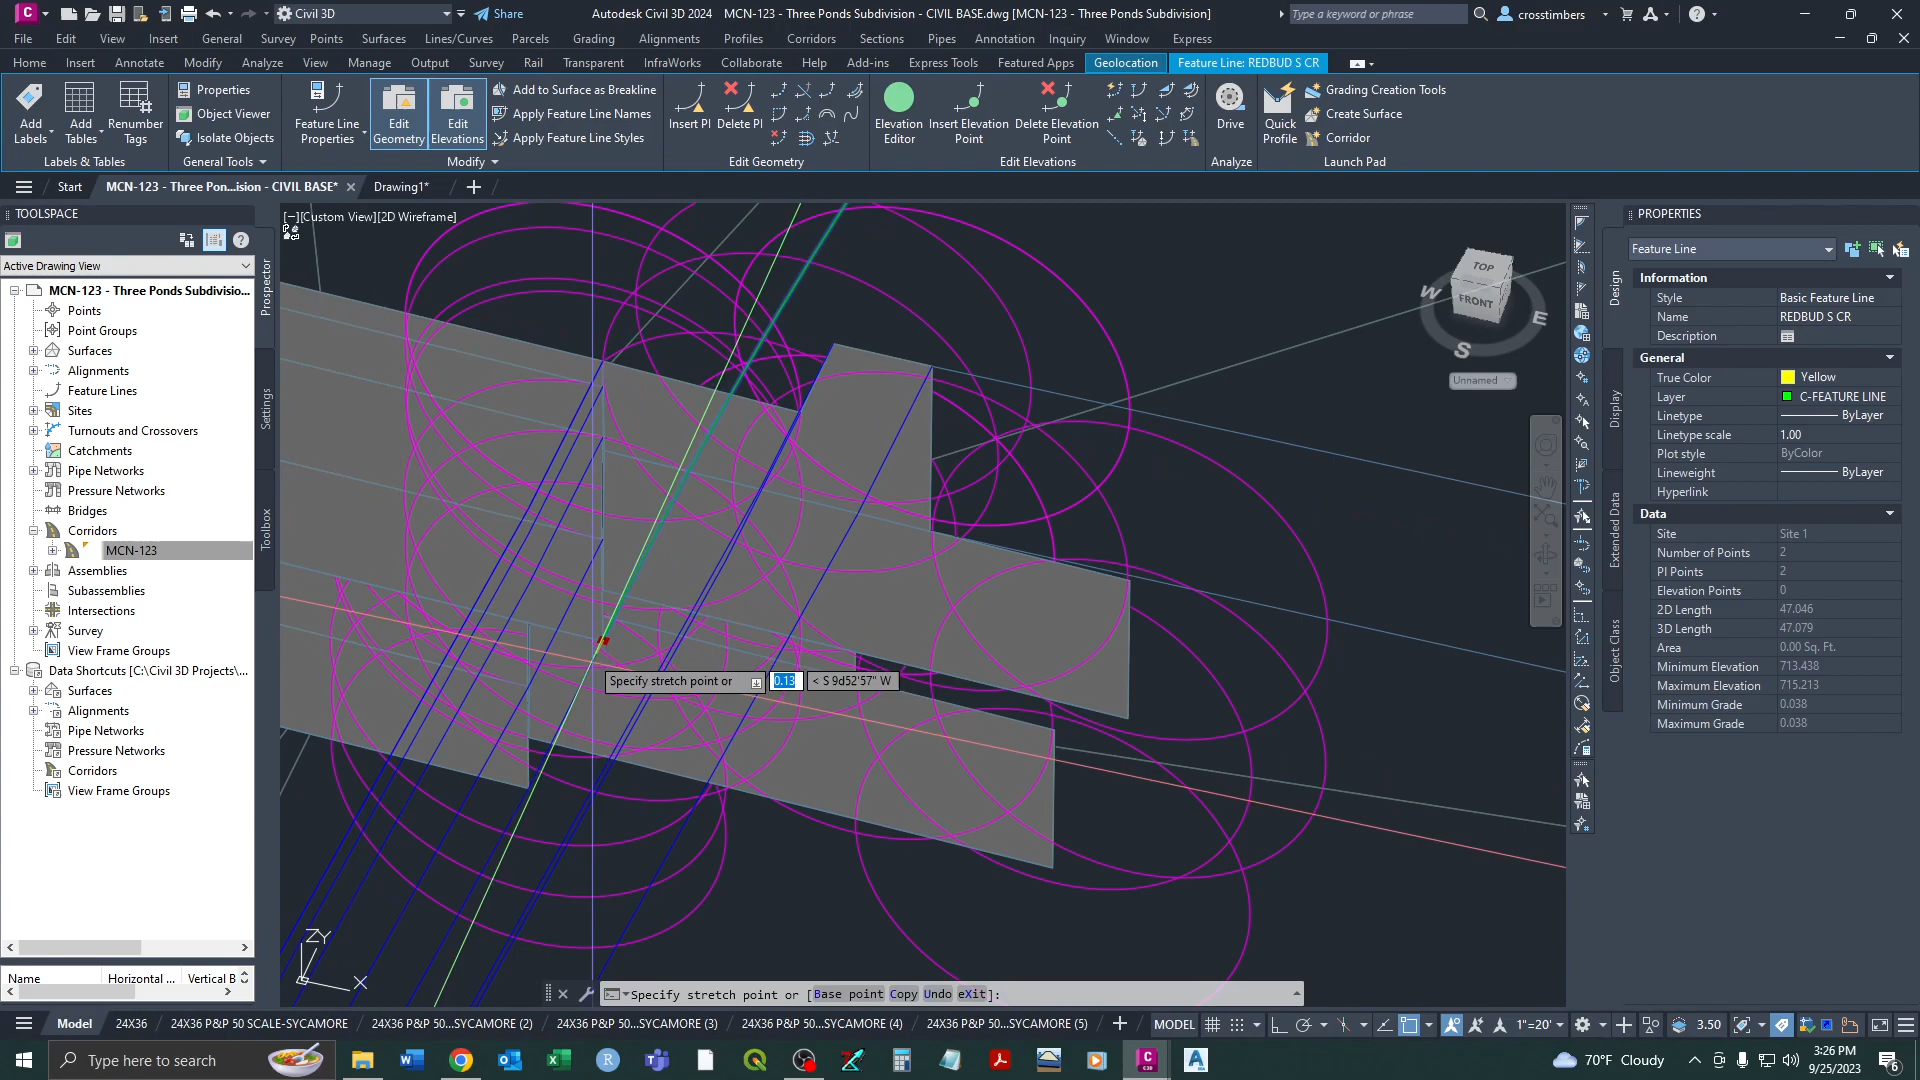 Civil 3D
Share
Autodesk Civil 3D 2024 MCN-123 - Three Ponds Subdivision - CIVIL BASE.dwg [MCN-123 - Three Ponds Subdivision]
Type a keyword or phrase
crosstimbers
File Edit View Insert General Survey Points Surfaces Lines/Curves Parcels Grading Alignments Profiles Corridors Sections Pipes Annotation Inquiry Window Express
Home Insert Annotate Modify Analyze View Manage Output Survey Rail Transparent InfraWorks Collaborate Help Add-ins Express Tools Featured Apps Geolocation Feature Line: REDBUD S CR
Add Labels
Add Tables
Renumber Tags
Labels & Tables
Properties
Object Viewer
Isolate Objects
General Tools
Feature Line Properties
Edit Geometry
Edit Elevations
Add to Surface as Breakline
Apply Feature Line Names
Apply Feature Line Styles
Modify
Insert PI
Delete PI
Edit Geometry
Elevation Editor
Insert Elevation Point
Delete Elevation Point
Edit Elevations
Drive
Analyze
Quick Profile
Grading Creation Tools
Create Surface
Corridor
Launch Pad
Start
MCN-123 - Three Pon...ision - CIVIL BASE*
Drawing1*
TOOLSPACE
Active Drawing View
MCN-123 - Three Ponds Subdivisio...
Points
Point Groups
Surfaces
Alignments
Feature Lines
Sites
Turnouts and Crossovers
Catchments
Pipe Networks
Pressure Networks
Bridges
Corridors
MCN-123
Assemblies
Subassemblies
Intersections
Survey
View Frame Groups
Data Shortcuts [C:\Civil 3D Projects\...
Surfaces
Alignments
Pipe Networks
Pressure Networks
Corridors
View Frame Groups
Name Horizontal ... Vertical B
Prospector
Settings
Toolbox
[−][Custom View][2D Wireframe]
TOP
FRONT
W
E
S
Unnamed
Specify stretch point or
0.13
< S 9d52'57" W
Z Y
X
Specify stretch point or [Base point Copy Undo eXit]:
PROPERTIES
Feature Line
Information
Style Basic Feature Line
Name REDBUD S CR
Description
General
True Color Yellow
Layer C-FEATURE LINE
Linetype ByLayer
Linetype scale 1.00
Plot style ByColor
Lineweight ByLayer
Hyperlink
Data
Site Site 1
Number of Points 2
PI Points 2
Elevation Points 0
2D Length 47.046
3D Length 47.079
Area 0.00 Sq. Ft.
Minimum Elevation 713.438
Maximum Elevation 715.213
Minimum Grade 0.038
Maximum Grade 0.038
Design
Display
Extended Data
Object Class
Model 24X36 24X36 P&P 50 SCALE-SYCAMORE 24X36 P&P 50...SYCAMORE (2) 24X36 P&P 50...SYCAMORE (3) 24X36 P&P 50...SYCAMORE (4) 24X36 P&P 50...SYCAMORE (5)
MODEL
1"=20'
3.50
Type here to search
70°F Cloudy
3:26 PM
9/25/2023
6